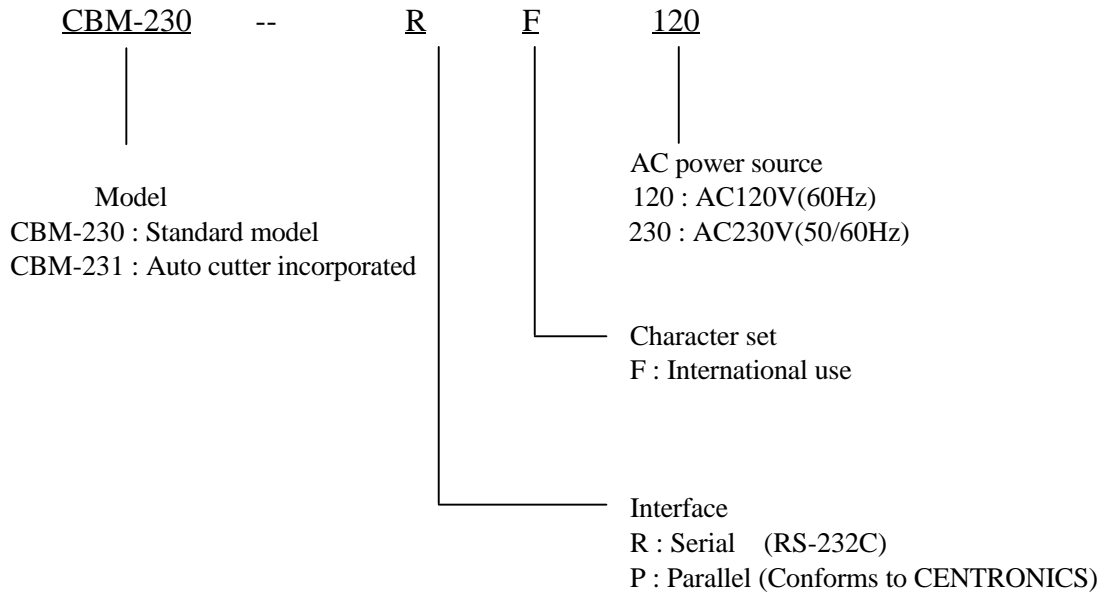 CBM-230 -- R F 120
AC power source
120 : AC120V(60Hz)
230 : AC230V(50/60Hz)
Model
CBM-230 : Standard model
CBM-231 : Auto cutter incorporated
Character set
F : International use
Interface
R : Serial (RS-232C)
P : Parallel (Conforms to CENTRONICS)